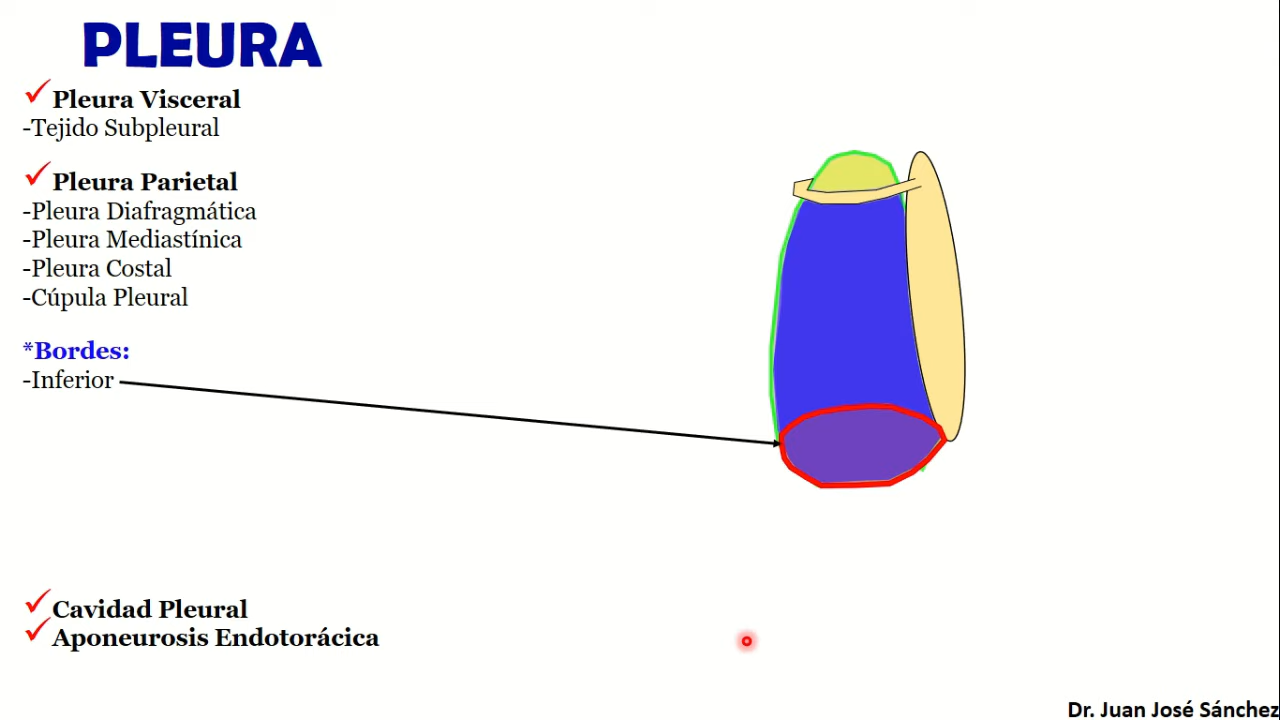 PLEURA
Pleura Visceral
-Tejido Subpleural
Pleura Parietal
-Pleura Diafragmática
-Pleura Mediastínica
-Pleura Costal
-Cúpula Pleural
*Bordes:
-Inferior
Cavidad Pleural
Aponeurosis Endotorácica
Dr. Juan José Sánchez